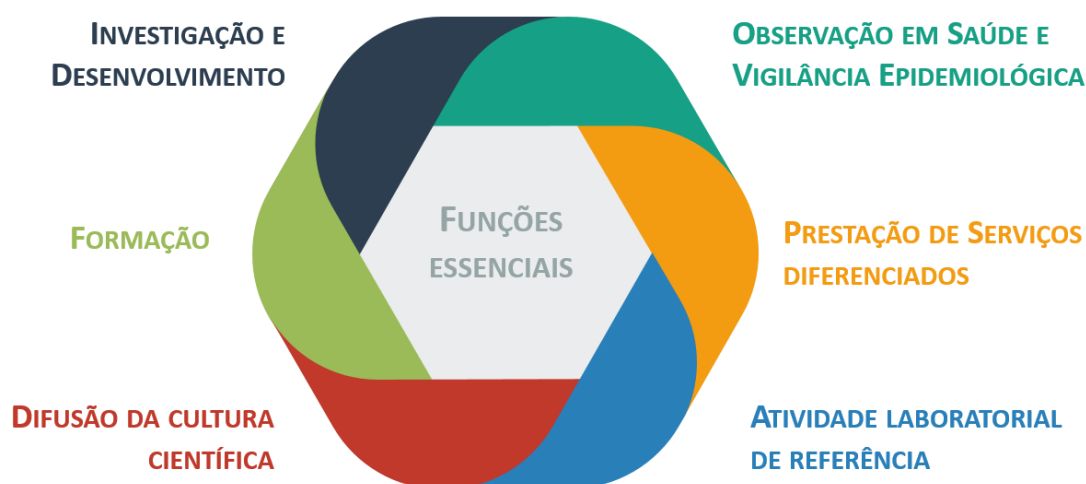 Investigação e
Desenvolvimento
Observação em Saúde e
Vigilância Epidemiológica
Formação
Funções
essenciais
Prestação de Serviços
diferenciados
Difusão da cultura
científica
Atividade laboratorial
de referência